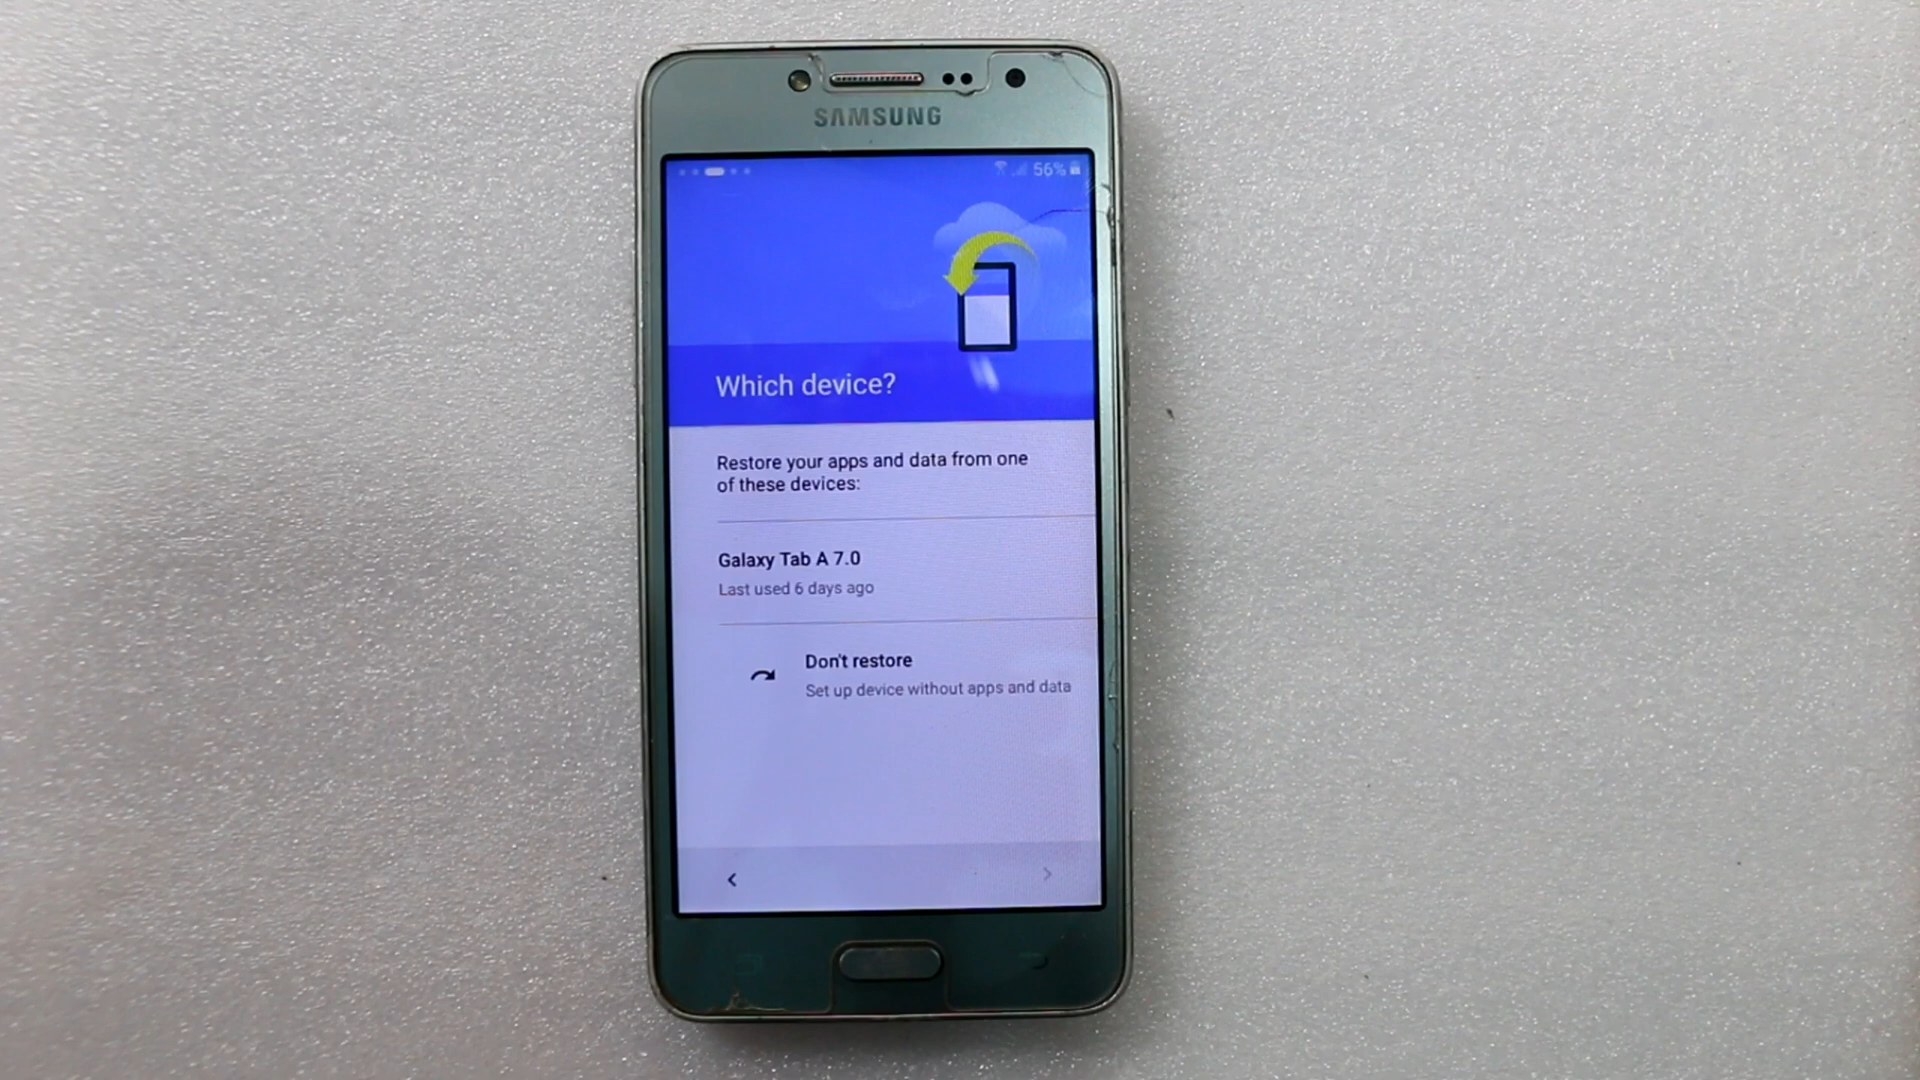 SAMSUNG
56%
Which device?
Restore your apps and data from one
of these devices:
Galaxy Tab A 7.0
Last used 6 days ago
Don't restore
Set up device without apps and data